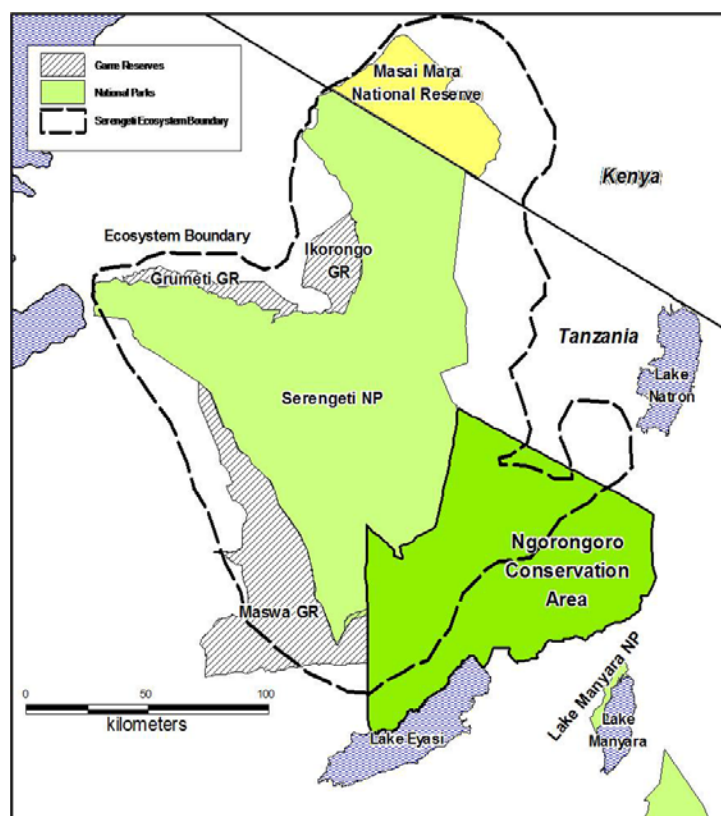 Game Reserves
National Parks
Serengeti Ecosystem Boundary
Masai Mara
National Reserve
Kenya
Ecosystem Boundary
Ikorongo
GR
Grumeti GR
Tanzania
Lake
Natron
Serengeti NP
Ngorongoro
Conservation
Area
Maswa GR
Lake Manyara NP
Lake
Manyara
Lake Eyasi
0 50 100
kilometers